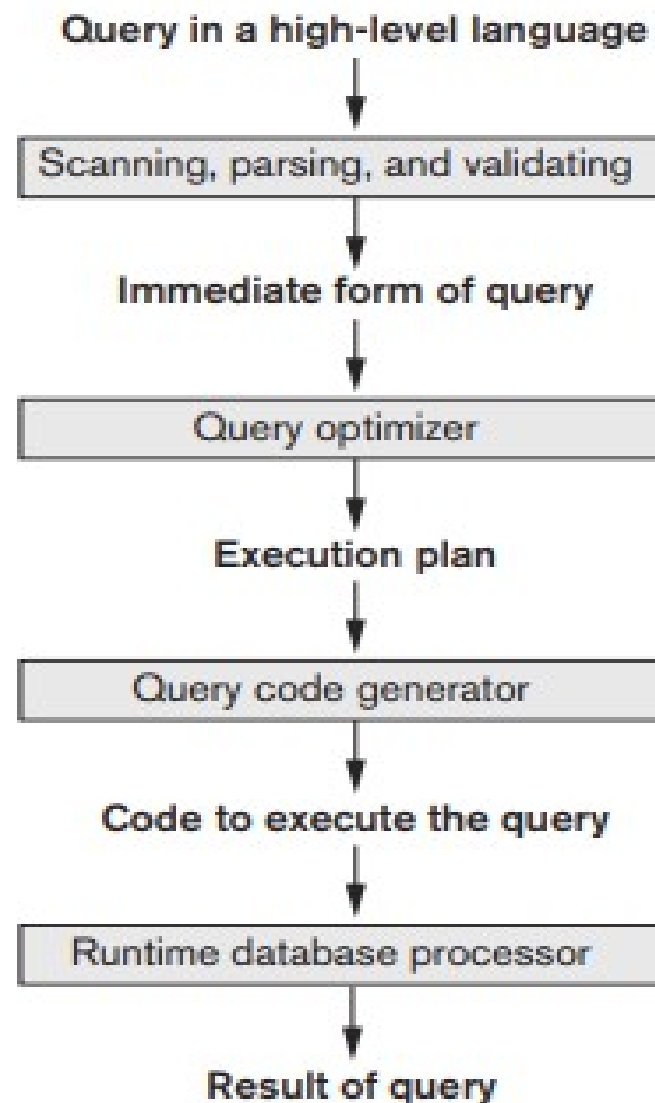 Query in a high-level language
Scanning, parsing, and validating
Immediate form of query
Query optimizer
Execution plan
Query code generator
Code to execute the query
Runtime database processor
Result of query